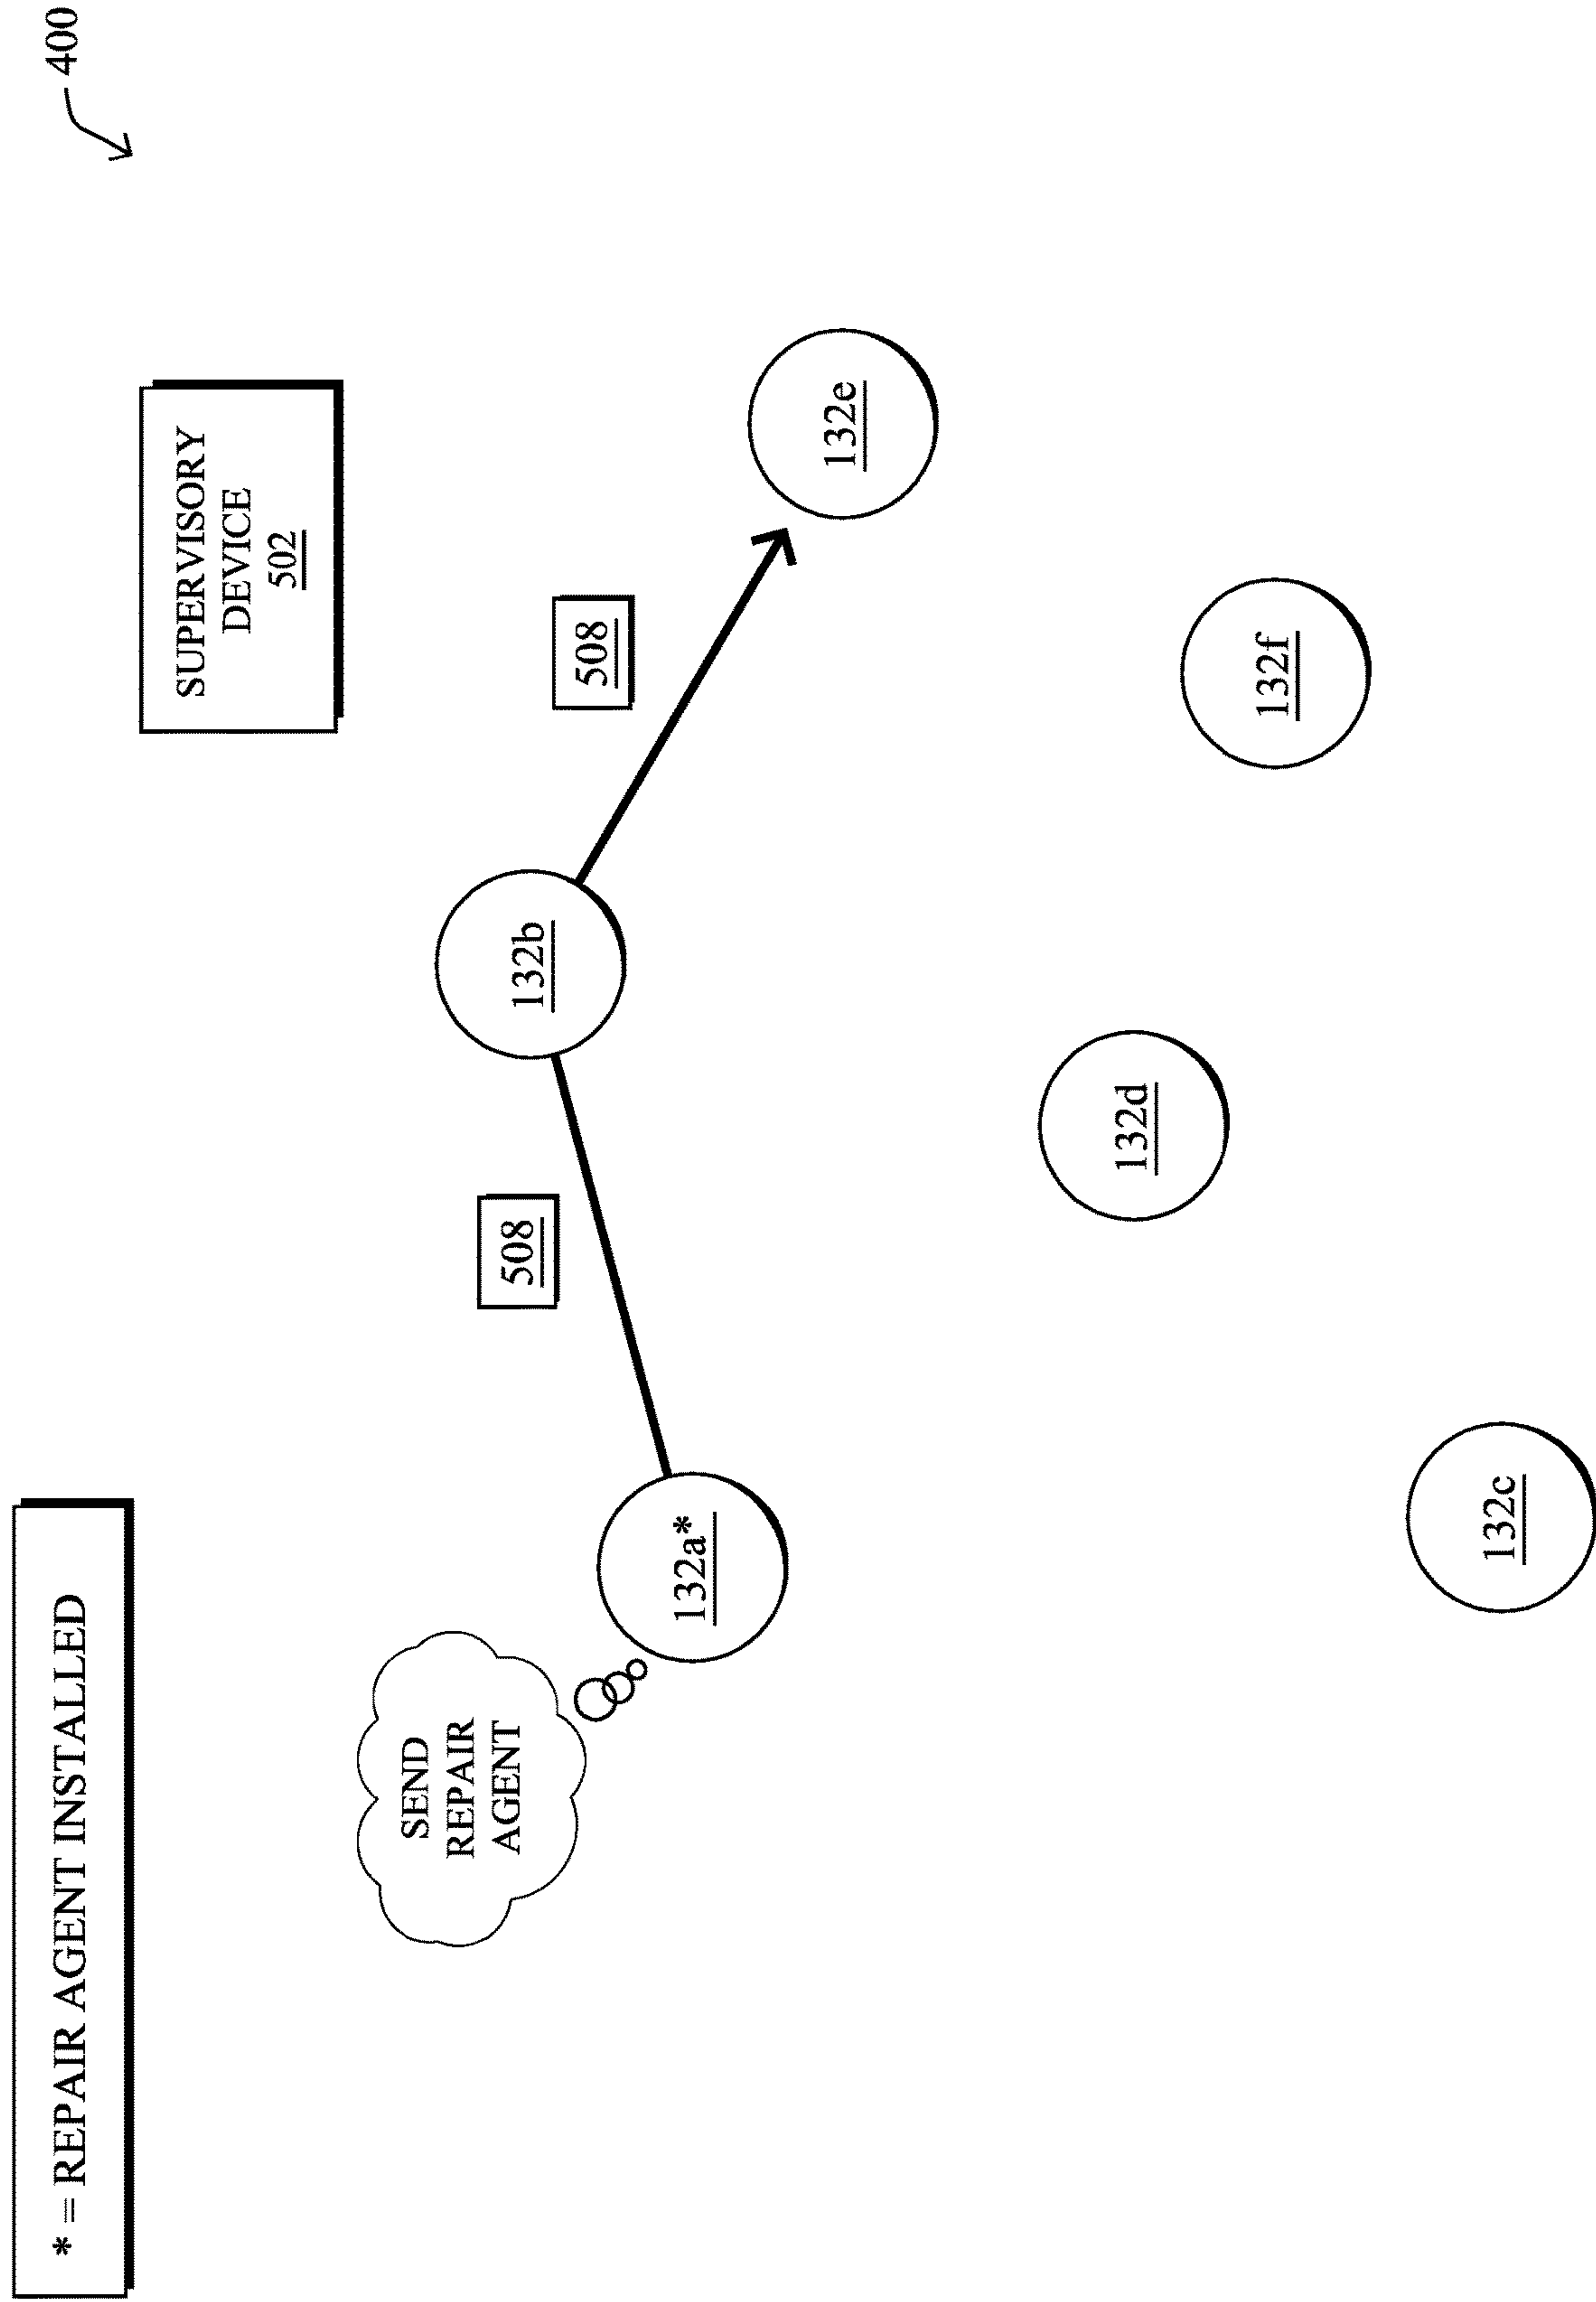 * = REPAIR AGENT INSTALLED
400
SUPERVISORY
DEVICE
502
SEND
REPAIR
AGENT
508
132b
508
132a*
132e
132d
132f
132c